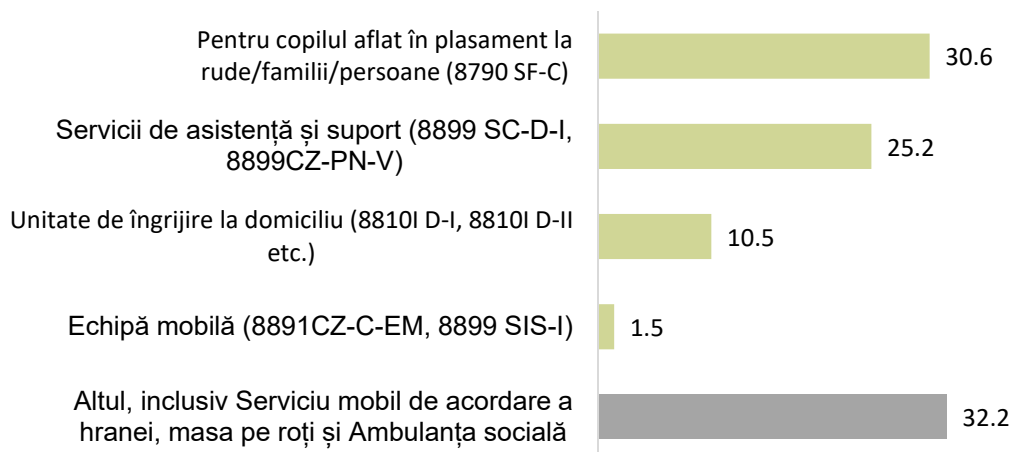 Pentru copilul aflat în plasament la
rude/familii/persoane (8790 SF-C)
30.6
Servicii de asistență și suport (8899 SC-D-I,
8899CZ-PN-V)
25.2
Unitate de îngrijire la domiciliu (8810I D-I, 8810I D-II
etc.)
10.5
Echipă mobilă (8891CZ-C-EM, 8899 SIS-I)
1.5
Altul, inclusiv Serviciu mobil de acordare a
hranei, masa pe roți și Ambulanța socială
32.2